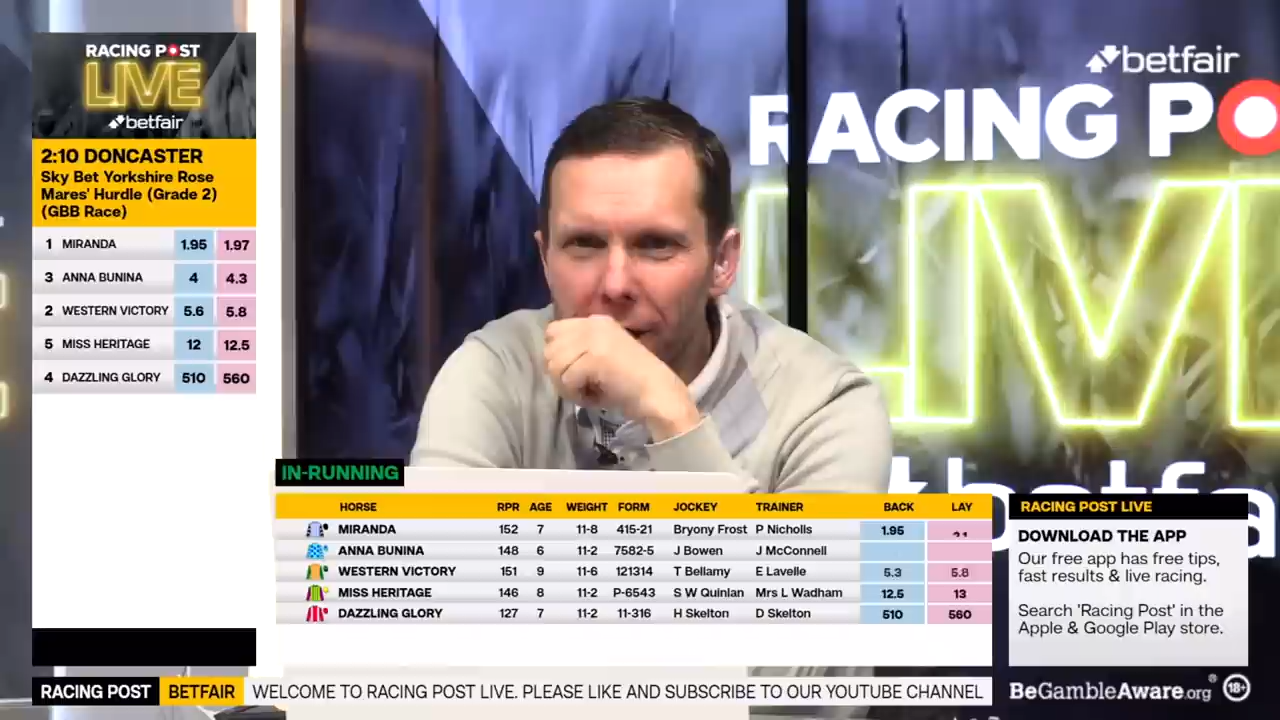 RACING POST
LIVE
betfair
2:10 DONCASTER
Sky Bet Yorkshire Rose
Mares' Hurdle (Grade 2)
(GBB Race)
1 MIRANDA 1.95 1.97
3 ANNA BUNINA 4 4.3
2 WESTERN VICTORY 5.6 5.8
5 MISS HERITAGE 12 12.5
4 DAZZLING GLORY 510 560
betfair
RACING PO
LIV
betfa
IN-RUNNING
HORSE RPR AGE WEIGHT FORM JOCKEY TRAINER BACK LAY
MIRANDA 152 7 11-8 415-21 Bryony Frost P Nicholls 1.95
ANNA BUNINA 148 6 11-2 7582-5 J Bowen J McConnell
WESTERN VICTORY 151 9 11-6 121314 T Bellamy E Lavelle 5.3 5.8
MISS HERITAGE 146 8 11-2 P-6543 S W Quinlan Mrs L Wadham 12.5 13
DAZZLING GLORY 127 7 11-2 11-316 H Skelton D Skelton 510 560
RACING POST LIVE
DOWNLOAD THE APP
Our free app has free tips,
fast results & live racing.
Search 'Racing Post' in the
Apple & Google Play store.
RACING POST BETFAIR WELCOME TO RACING POST LIVE. PLEASE LIKE AND SUBSCRIBE TO OUR YOUTUBE CHANNEL
BeGambleAware.org® 18+